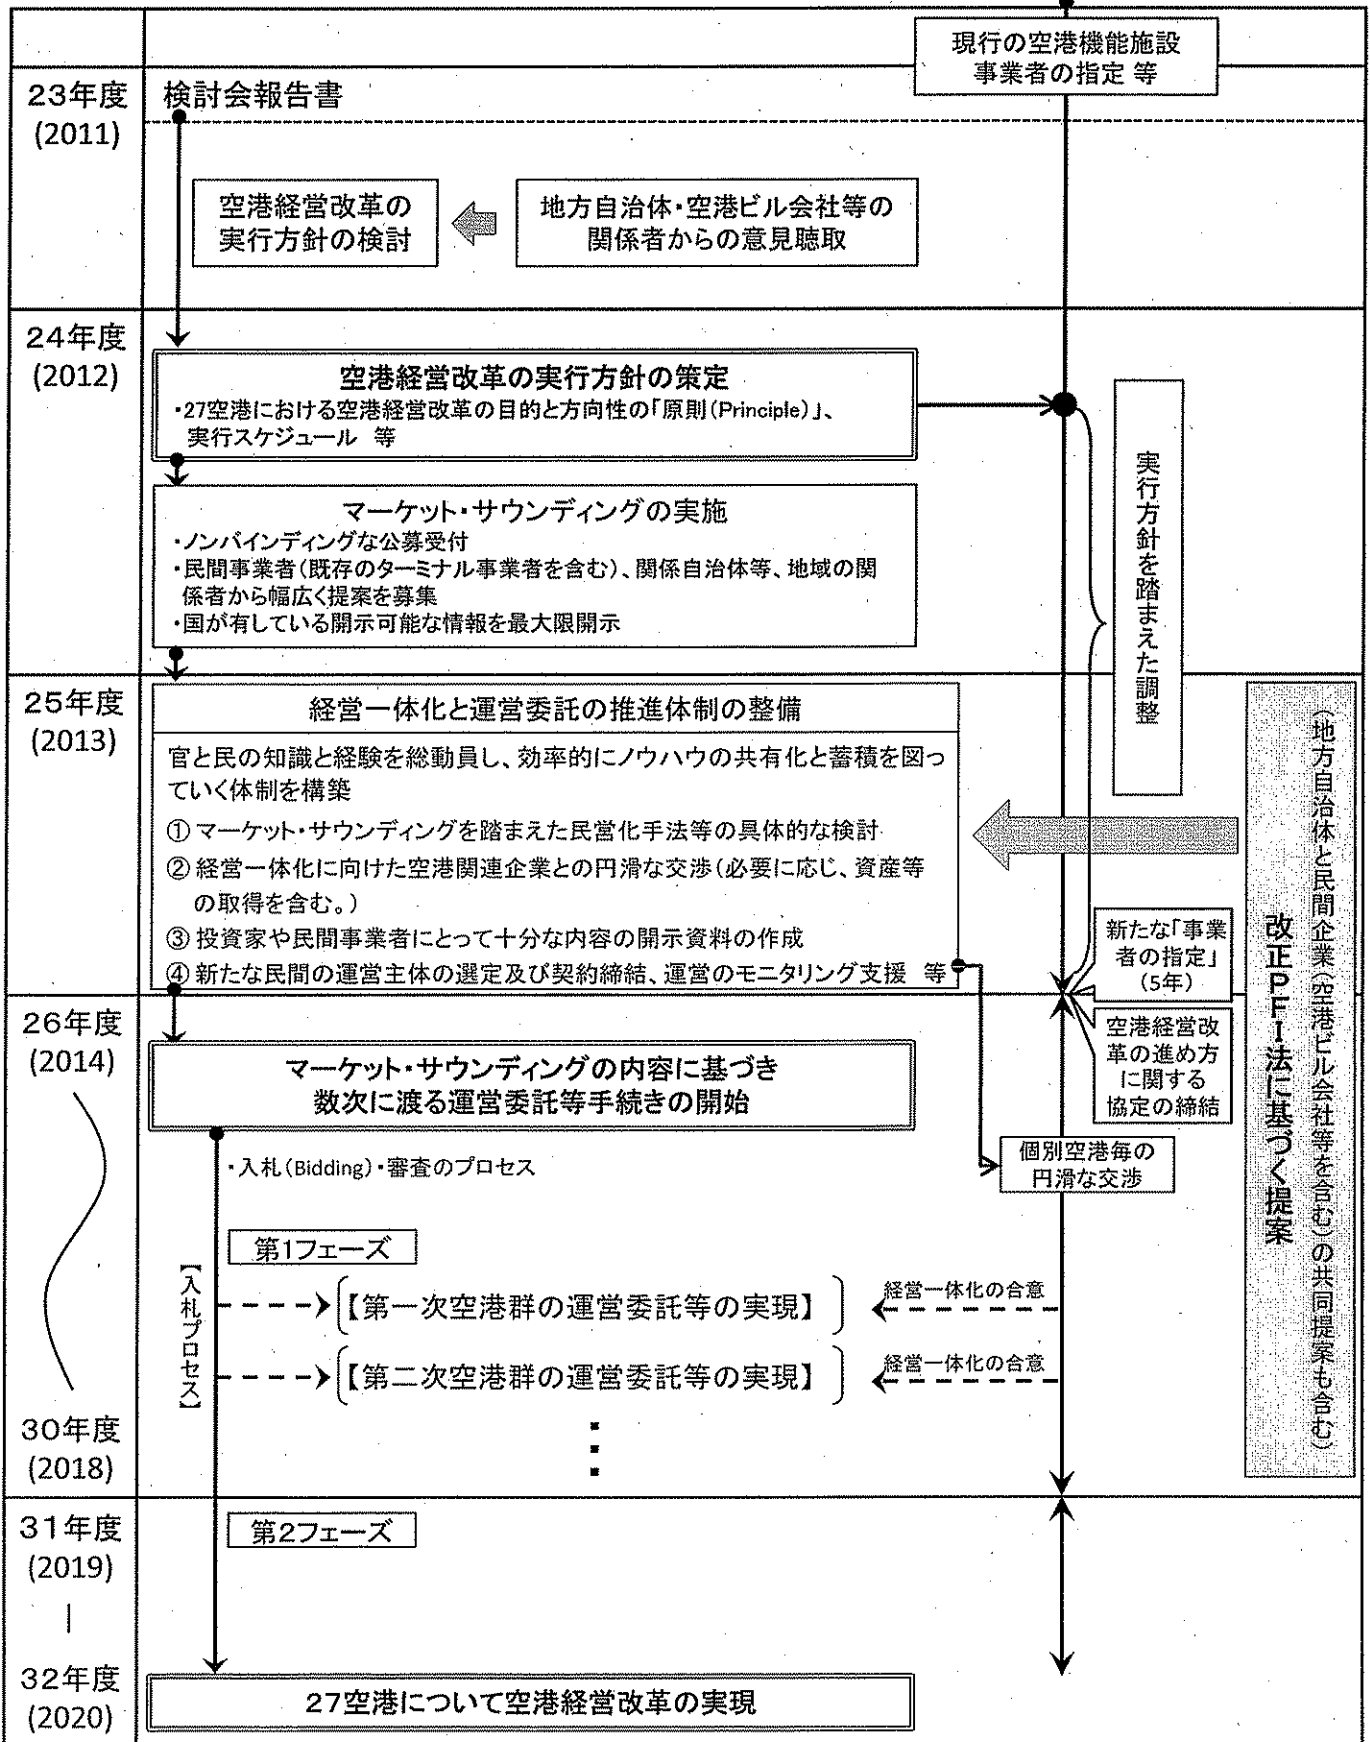 現行の空港機能施設
事業者の指定 等
23年度
(2011)
検討会報告書
空港経営改革の
実行方針の検討
地方自治体・空港ビル会社等の
関係者からの意見聴取
24年度
(2012)
空港経営改革の実行方針の策定
・27空港における空港経営改革の目的と方向性の「原則(Principle)」、
実行スケジュール 等
マーケット・サウンディングの実施
・ノンバインディングな公募受付
・民間事業者(既存のターミナル事業者を含む)、関係自治体等、地域の関
係者から幅広く提案を募集
・国が有している開示可能な情報を最大限開示
実行方針を踏まえた調整
25年度
(2013)
経営一体化と運営委託の推進体制の整備
官と民の知識と経験を総動員し、効率的にノウハウの共有化と蓄積を図っ
ていく体制を構築
① マーケット・サウンディングを踏まえた民営化手法等の具体的な検討
② 経営一体化に向けた空港関連企業との円滑な交渉(必要に応じ、資産等
の取得を含む。)
③ 投資家や民間事業者にとって十分な内容の開示資料の作成
④ 新たな民間の運営主体の選定及び契約締結、運営のモニタリング支援 等
新たな「事業
者の指定」
(5年)
空港経営改
革の進め方
に関する
協定の締結
(地方自治体と民間企業(空港ビル会社等を含む)の共同提案も含む)
改正PFI法に基づく提案
26年度
(2014)
マーケット・サウンディングの内容に基づき
数次に渡る運営委託等手続きの開始
・入札(Bidding)・審査のプロセス
個別空港毎の
円滑な交渉
第1フェーズ
【入札プロセス】
【第一次空港群の運営委託等の実現】
経営一体化の合意
【第二次空港群の運営委託等の実現】
経営一体化の合意
30年度
(2018)
31年度
(2019)
第2フェーズ
32年度
(2020)
27空港について空港経営改革の実現